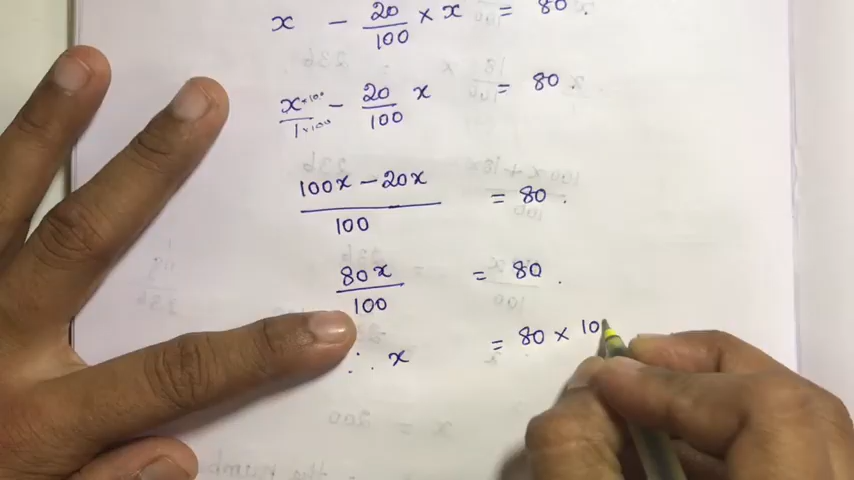 x - 20/100 × x = 80.
x×100/1×100 - 20/100 x = 80.
100x - 20x/100 = 80.
80x/100 = 80.
∴ x = 80 × 10